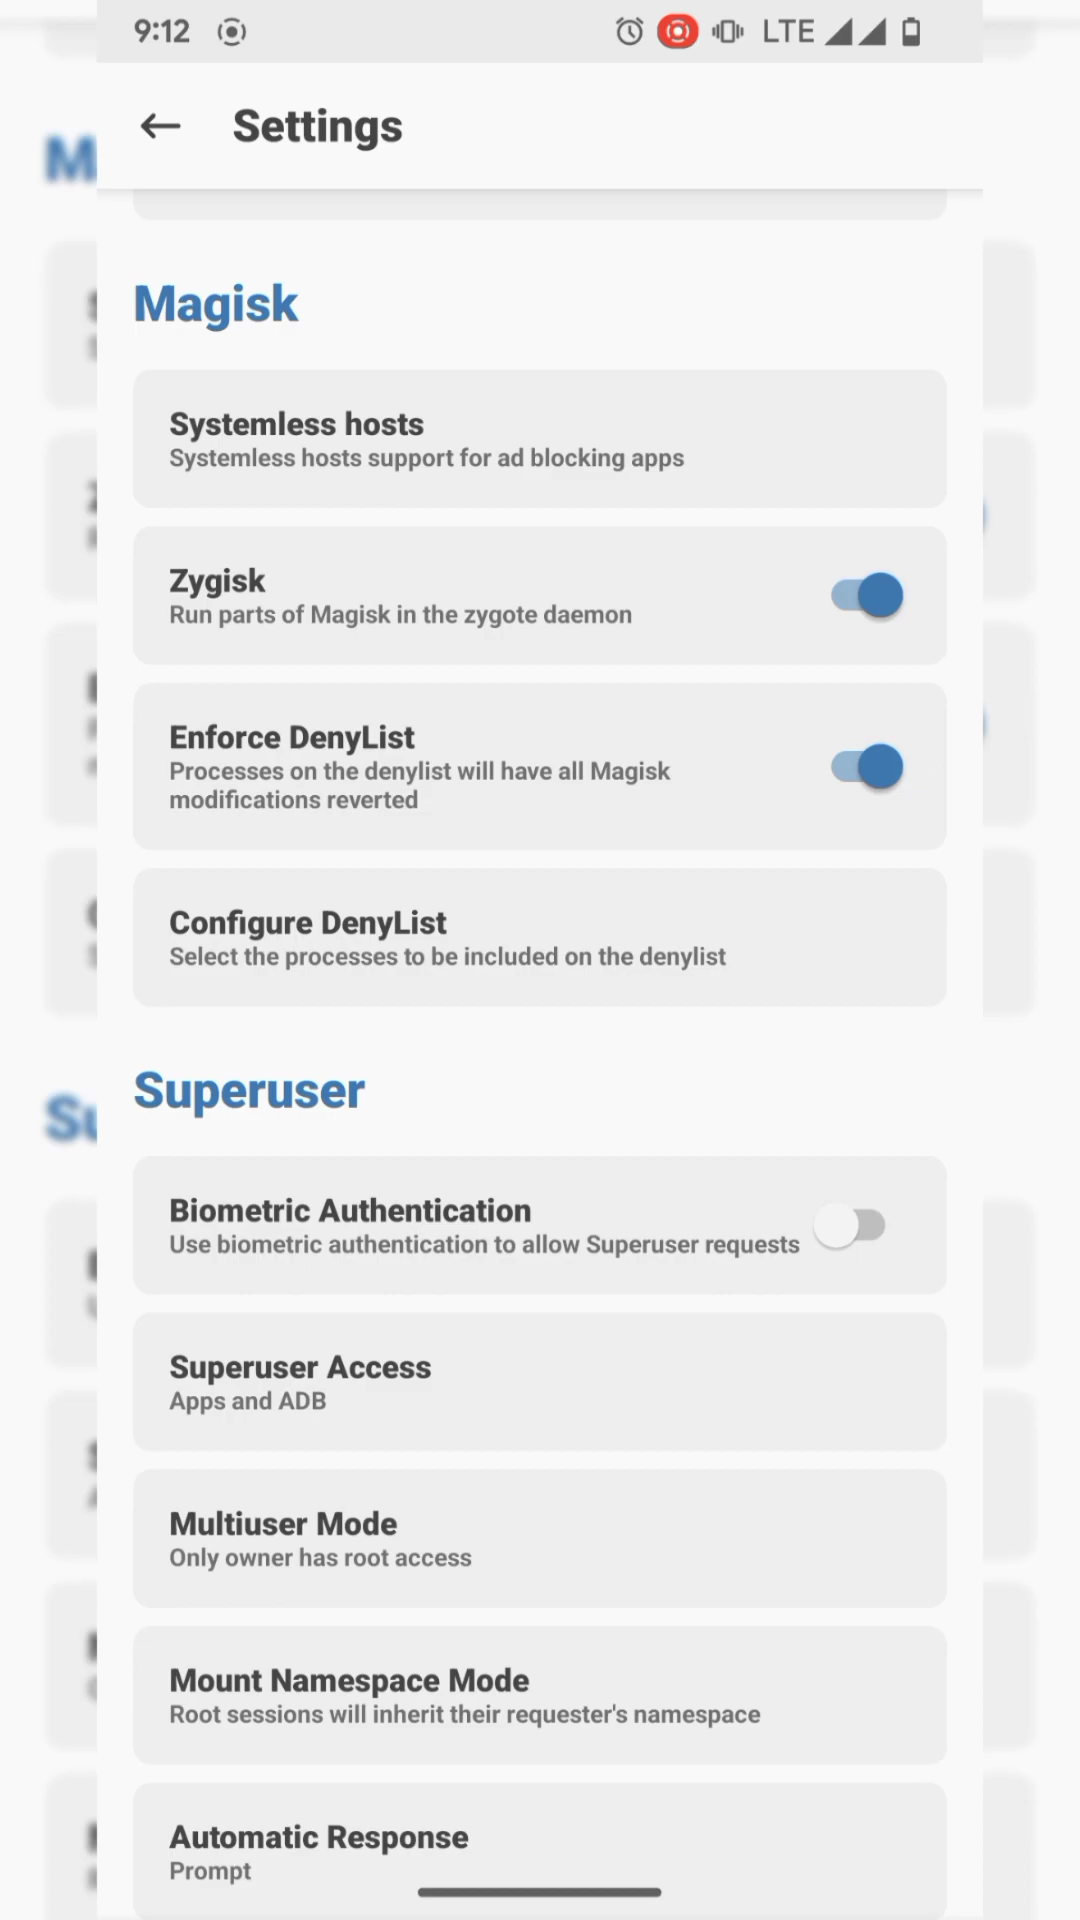 9:12
LTE
Settings
Magisk
Systemless hosts
Systemless hosts support for ad blocking apps
Zygisk
Run parts of Magisk in the zygote daemon
Enforce DenyList
Processes on the denylist will have all Magisk
modifications reverted
Configure DenyList
Select the processes to be included on the denylist
Superuser
Biometric Authentication
Use biometric authentication to allow Superuser requests
Superuser Access
Apps and ADB
Multiuser Mode
Only owner has root access
Mount Namespace Mode
Root sessions will inherit their requester's namespace
Automatic Response
Prompt